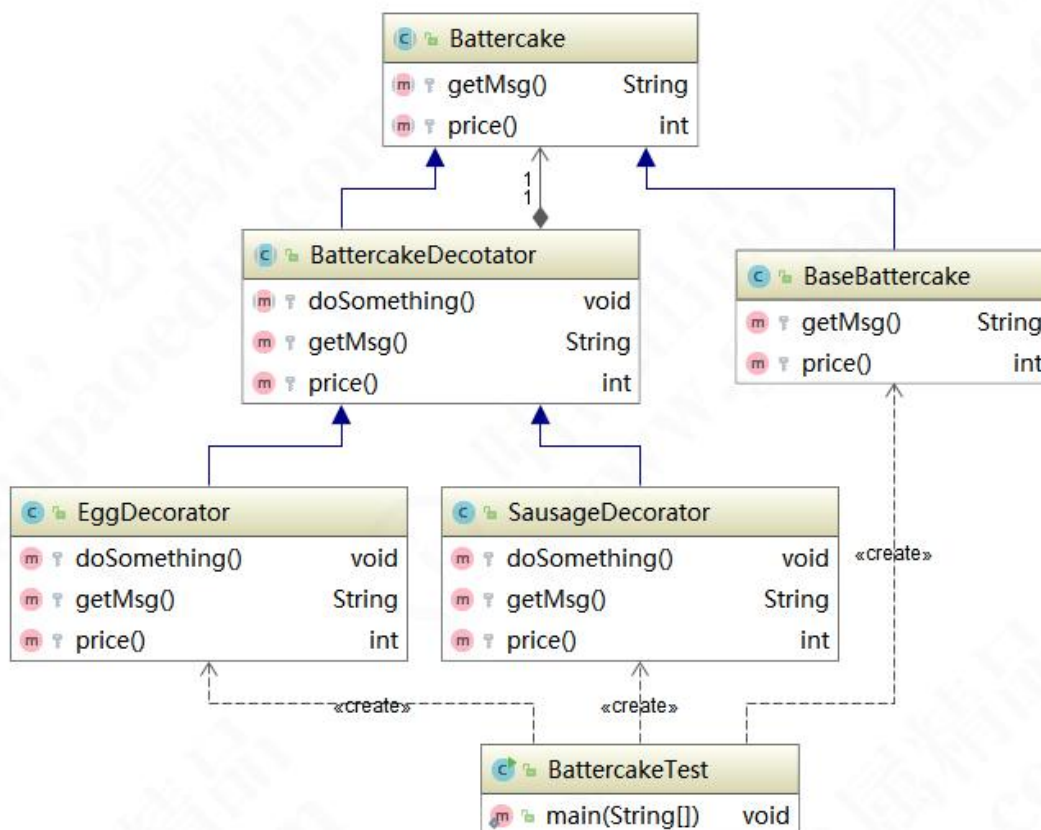 Battercake
getMsg() String
price() int
1
1
BattercakeDecotator
doSomething() void
getMsg() String
price() int
BaseBattercake
getMsg() String
price() int
EggDecorator
doSomething() void
getMsg() String
price() int
SausageDecorator
doSomething() void
getMsg() String
price() int
«create»
«create»
«create»
BattercakeTest
main(String[]) void